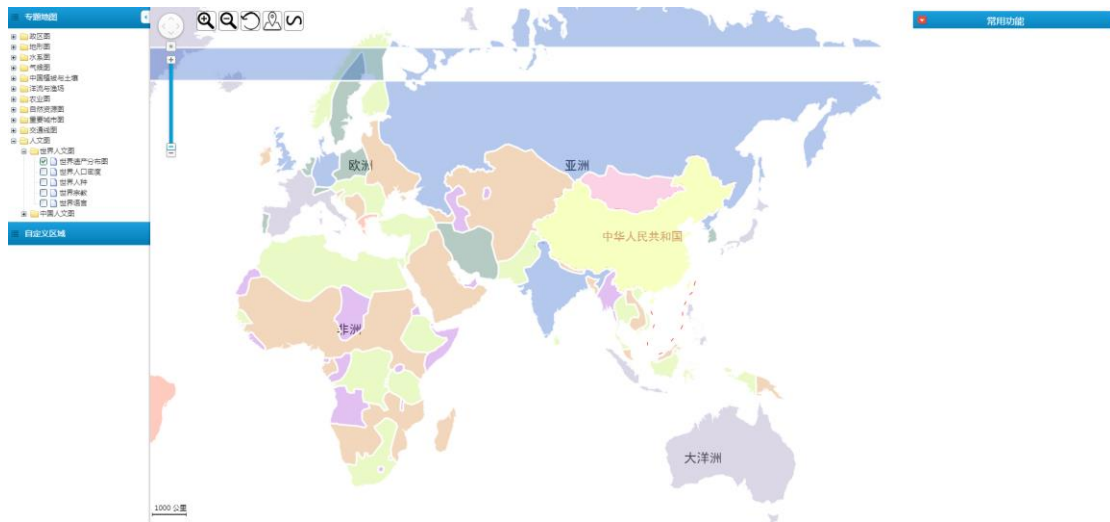 专题地图
政区图
地形图
水系图
气候图
中国植被与土壤
洋流与渔场
农业图
自然资源图
重要城市图
交通线图
人文图
世界人文图
世界遗产分布图
世界人口密度
世界人种
世界宗教
世界语言
中国人文图
自定义区域
欧洲
亚洲
中华人民共和国
非洲
大洋洲
1000 公里
常用功能